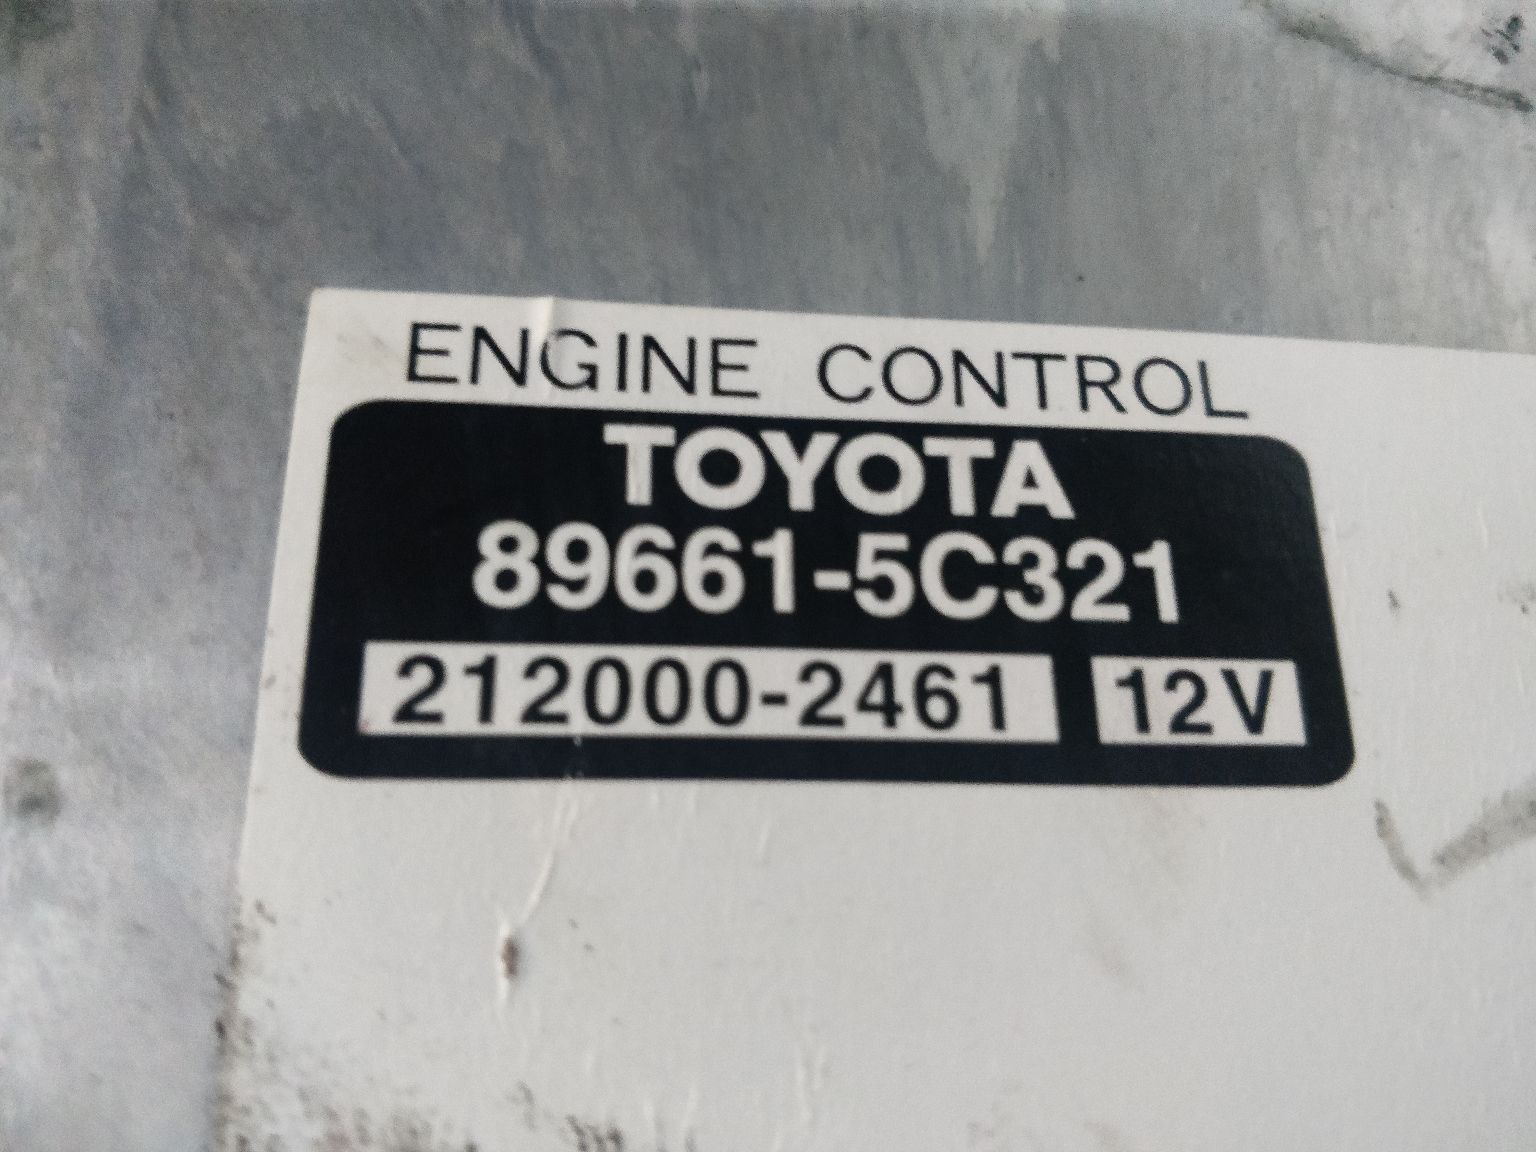 ENGINE CONTROL
TOYOTA
89661-5C321
212000-2461 12V